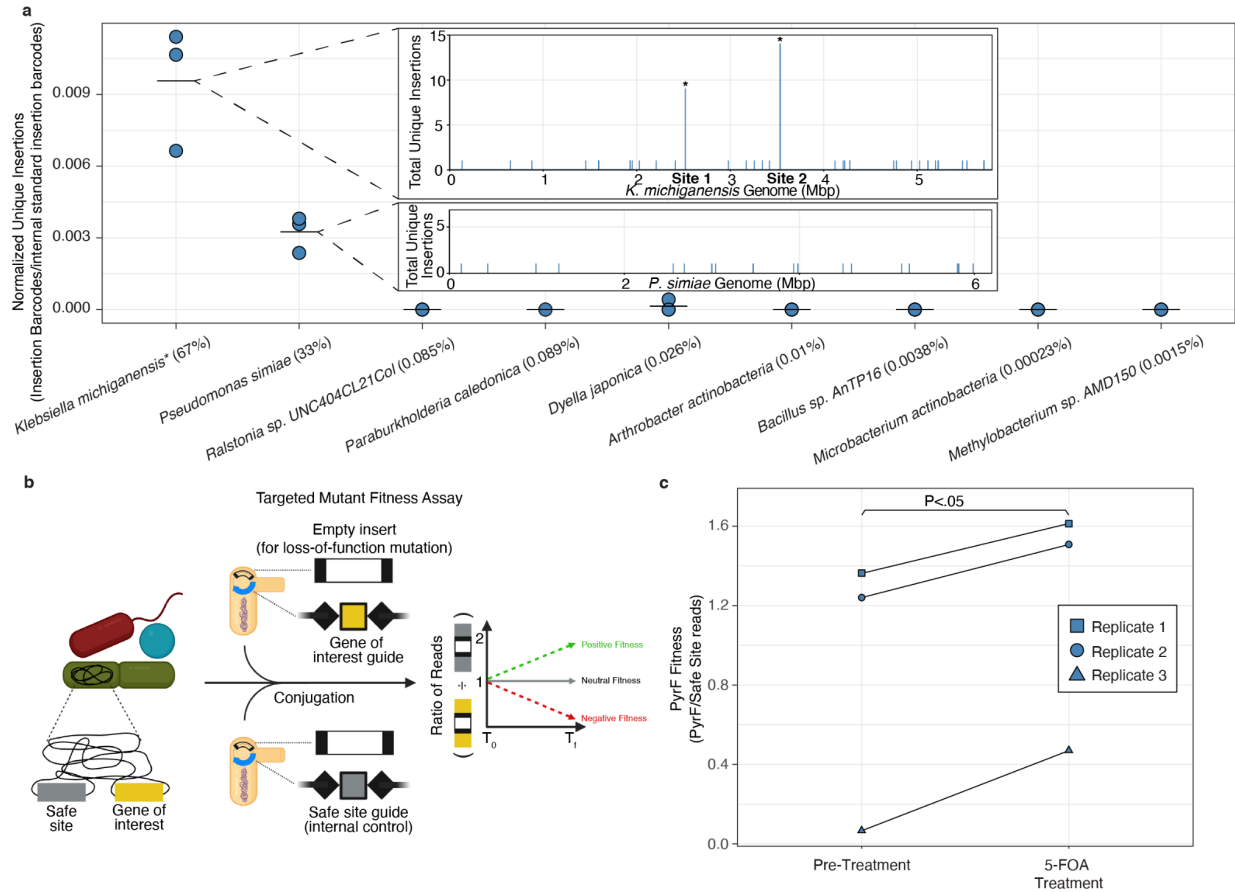 a
Normalized Unique Insertions
(Insertion Barcodes/internal standard insertion barcodes)
0.009
0.006
0.003
0.000
Total Unique Insertions
15
10
5
0
*
*
0
1
2
3
4
5
Site 1
Site 2
K. michiganensis Genome (Mbp)
Total Unique
Insertions
5
0
0
2
6
P. simiae Genome (Mbp)
Klebsiella michiganensis* (67%)
Pseudomonas simiae (33%)
Ralstonia sp. UNC404CL21Col (0.085%)
Paraburkholderia caledonica (0.089%)
Dyella japonica (0.026%)
Arthrobacter actinobacteria (0.01%)
Bacillus sp. AnTP16 (0.0038%)
Microbacterium actinobacteria (0.00023%)
Methylobacterium sp. AMD150 (0.0015%)
b
Targeted Mutant Fitness Assay
Empty insert
(for loss-of-function mutation)
Gene of
interest guide
Conjugation
Safe site guide
(internal control)
Safe
site
Gene of
interest
Ratio of Reads
2
1
Positive Fitness
Neutral Fitness
Negative Fitness
T0
Tf
c
P<.05
PyrF Fitness
(PyrF/Safe Site reads)
1.6
1.2
0.8
0.4
0.0
Replicate 1
Replicate 2
Replicate 3
Pre-Treatment
5-FOA
Treatment